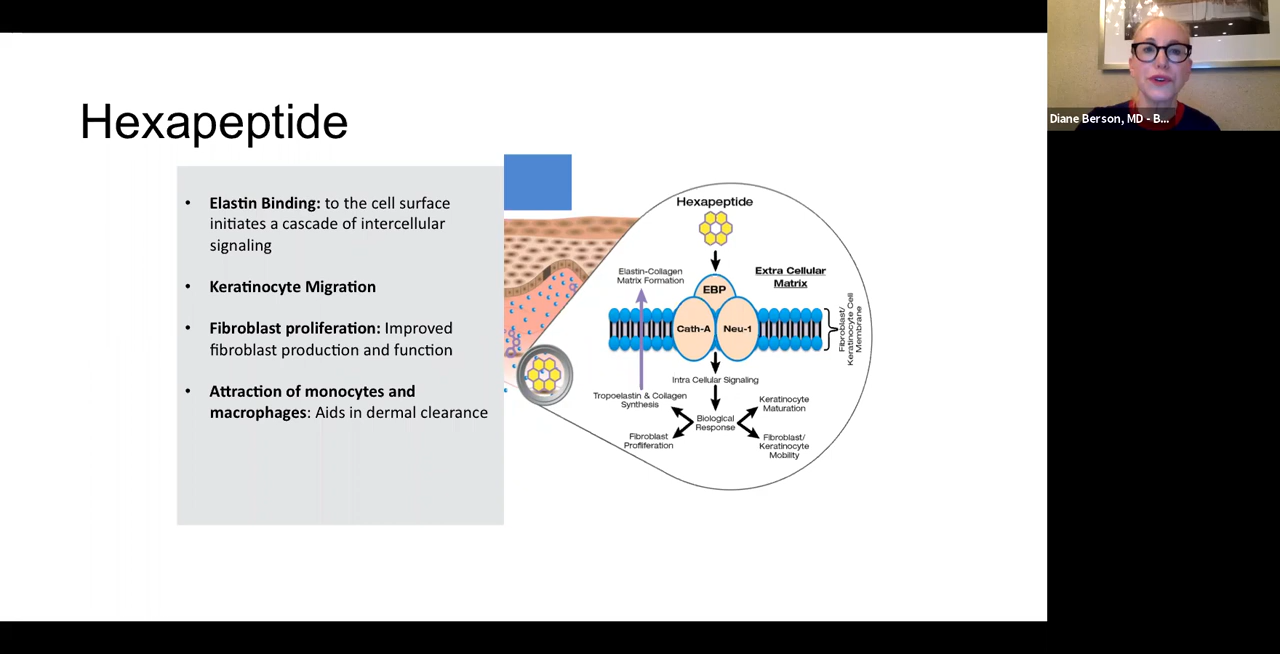 Hexapeptide
• Elastin Binding: to the cell surface
initiates a cascade of intercellular
signaling
• Keratinocyte Migration
• Fibroblast proliferation: Improved
fibroblast production and function
• Attraction of monocytes and
macrophages: Aids in dermal clearance
Hexapeptide
Elastin-Collagen
Matrix Formation
Extra Cellular
Matrix
EBP
Cath-A
Neu-1
Fibroblast/
Keratinocyte Cell
Membrane
Intra Cellular Signaling
Tropoelastin & Collagen
Synthesis
Biological
Response
Keratinocyte
Maturation
Fibroblast
Profliferation
Fibroblast/
Keratinocyte
Mobility
Diane Berson, MD - B...